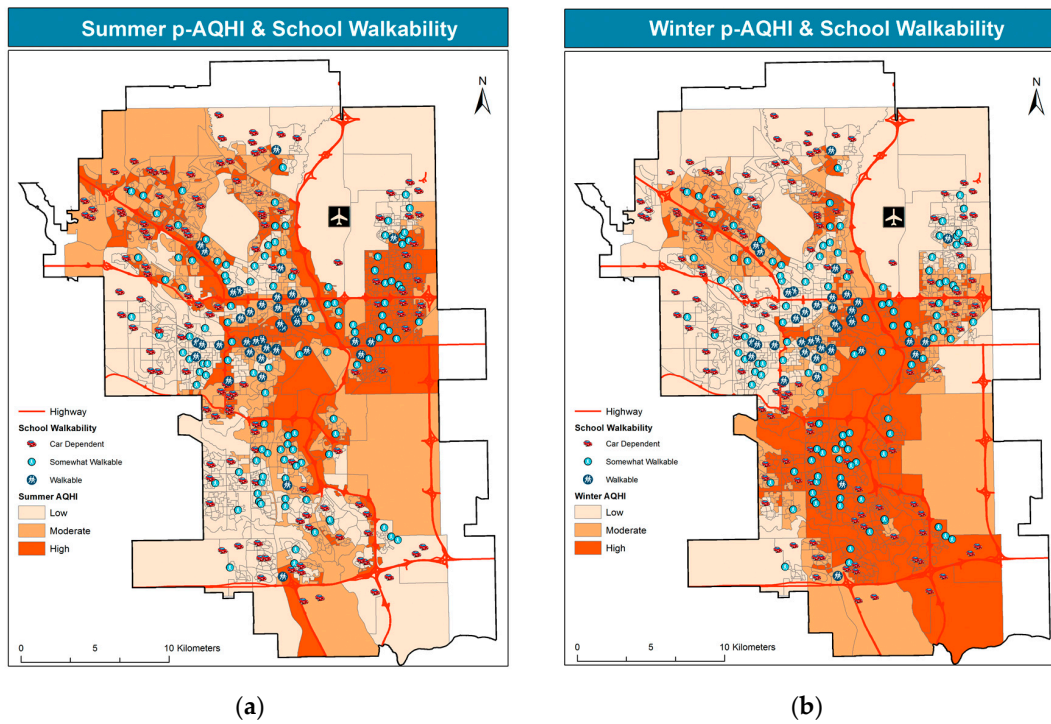 Summer p-AQHI & School Walkability
N
Highway
School Walkability
Car Dependent
Somewhat Walkable
Walkable
Summer AQHI
Low
Moderate
High
0 5 10 Kilometers
(a)
Winter p-AQHI & School Walkability
N
Highway
School Walkability
Car Dependent
Somewhat Walkable
Walkable
Winter AQHI
Low
Moderate
High
0 5 10 Kilometers
(b)